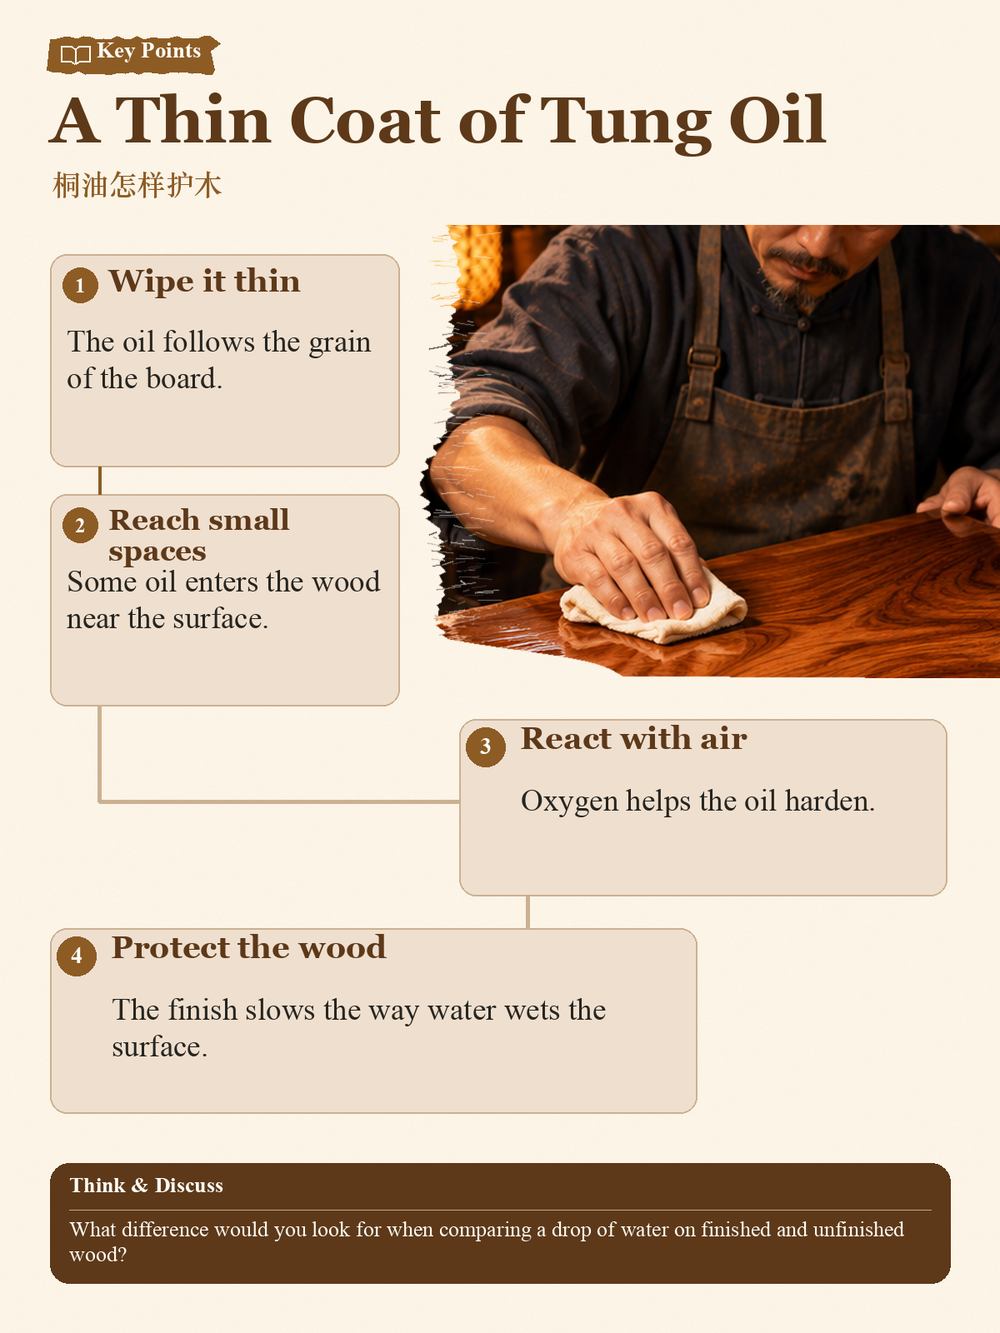 Key Points
A Thin Coat of Tung Oil
桐油怎样护木
1 Wipe it thin
The oil follows the grain
of the board.
2 Reach small
spaces
Some oil enters the wood
near the surface.
3 React with air
Oxygen helps the oil harden.
4 Protect the wood
The finish slows the way water wets the
surface.
Think & Discuss
What difference would you look for when comparing a drop of water on finished and unfinished
wood?